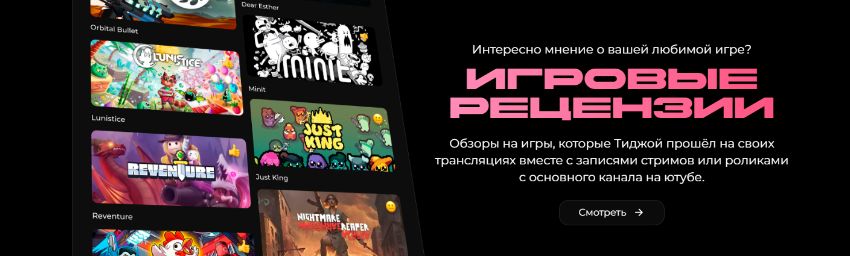 Dear Esther
Orbital Bullet
LUNISTICE
minit
Minit
Lunistice
JUST
KING
REVENTURE
Just King
NIGHTMARE
REAPER
Reventure
Интересно мнение о вашей любимой игре?
ИГРОВЫЕ
РЕЦЕНЗИИ
Обзоры на игры, которые Тиджой прошёл на своих
трансляциях вместе с записями стримов или роликами
с основного канала на ютубе.
Смотреть →